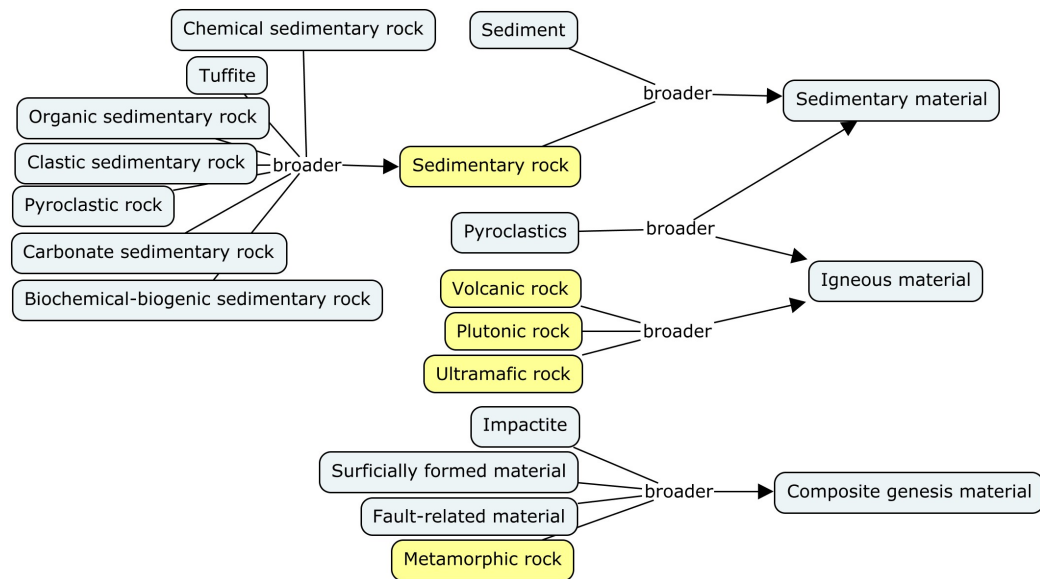 Chemical sedimentary rock
Tuffite
Organic sedimentary rock
Clastic sedimentary rock
Pyroclastic rock
Carbonate sedimentary rock
Biochemical-biogenic sedimentary rock
broader
Sedimentary rock
Sediment
broader
Sedimentary material
Pyroclastics
broader
Igneous material
Volcanic rock
Plutonic rock
Ultramafic rock
broader
Impactite
Surficially formed material
Fault-related material
Metamorphic rock
broader
Composite genesis material